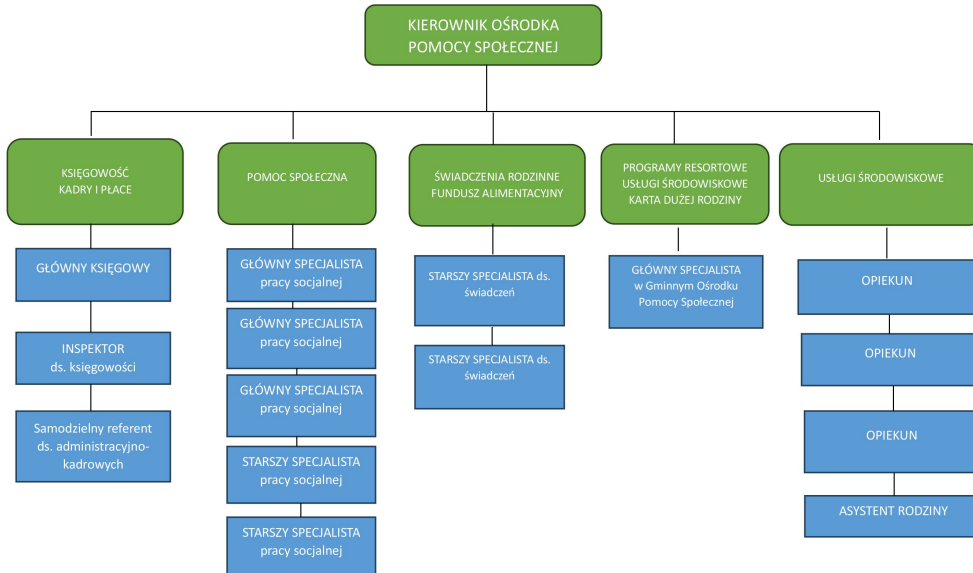 KIEROWNIK OŚRODKA
POMOCY SPOŁECZNEJ
KSIĘGOWOŚĆ
KADRY I PŁACE
GŁÓWNY KSIĘGOWY
INSPEKTOR
ds. księgowości
Samodzielny referent
ds. administracyjno-
kadrowych
POMOC SPOŁECZNA
GŁÓWNY SPECJALISTA
pracy socjalnej
GŁÓWNY SPECJALISTA
pracy socjalnej
GŁÓWNY SPECJALISTA
pracy socjalnej
STARSZY SPECJALISTA
pracy socjalnej
STARSZY SPECJALISTA
pracy socjalnej
ŚWIADCZENIA RODZINNE
FUNDUSZ ALIMENTACYJNY
STARSZY SPECJALISTA ds.
świadczeń
STARSZY SPECJALISTA ds.
świadczeń
PROGRAMY RESORTOWE
USŁUGI ŚRODOWISKOWE
KARTA DUŻEJ RODZINY
GŁÓWNY SPECJALISTA
w Gminnym Ośrodku
Pomocy Społecznej
USŁUGI ŚRODOWISKOWE
OPIEKUN
OPIEKUN
OPIEKUN
ASYSTENT RODZINY